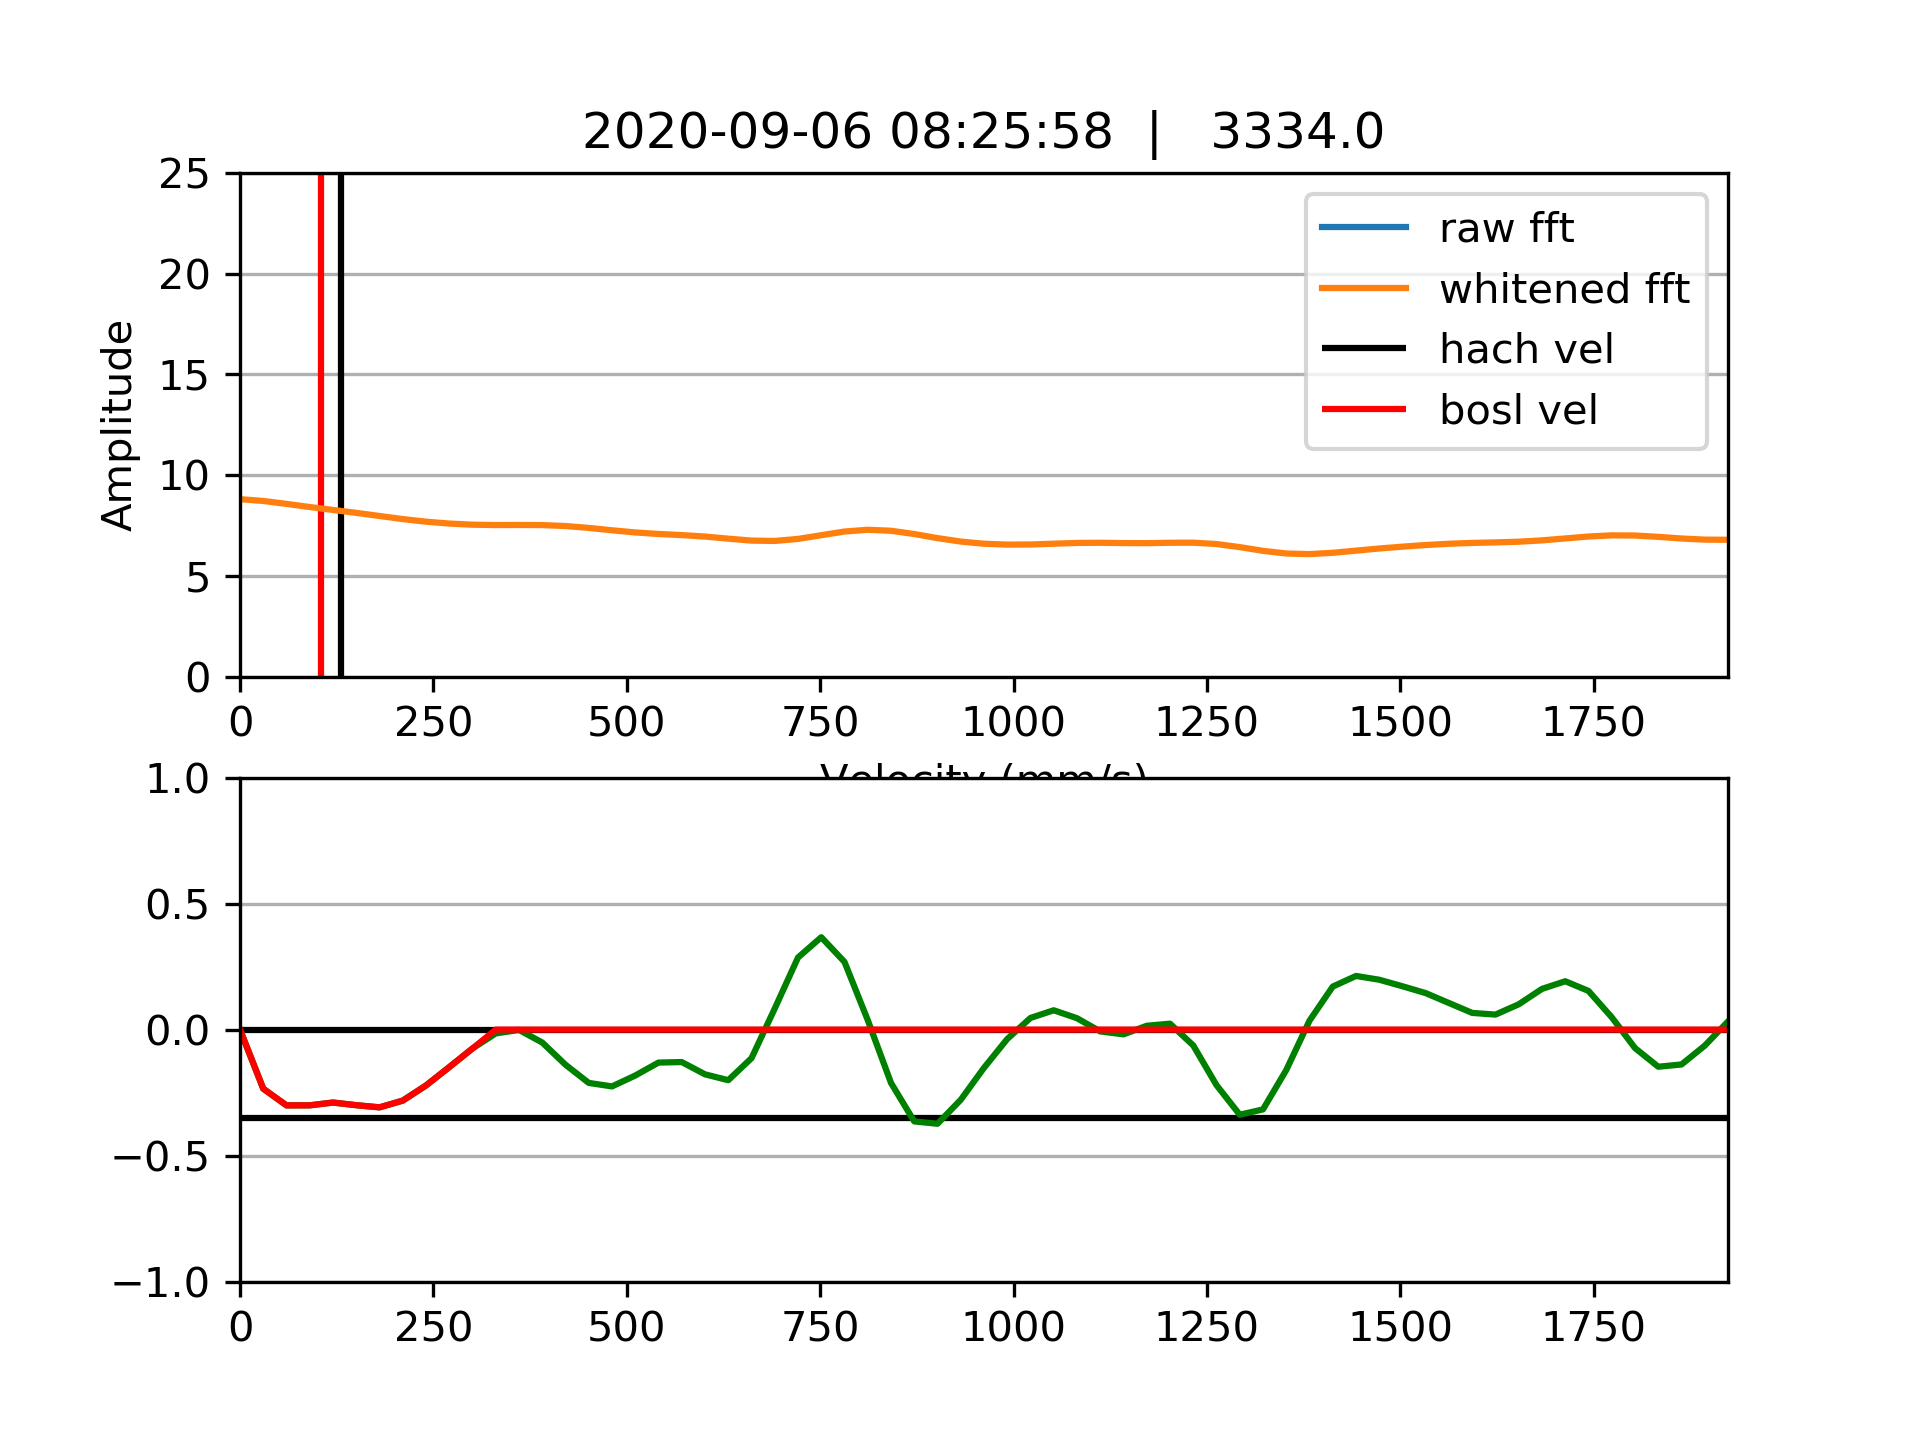 2020-09-06 08:25:58 | 3334.0
25
20
15
10
5
0
Amplitude
raw fft
whitened fft
hach vel
bosl vel
0 250 500 750 1000 1250 1500 1750
Velocity (mm/s)
1.0
0.5
0.0
−0.5
−1.0
0 250 500 750 1000 1250 1500 1750